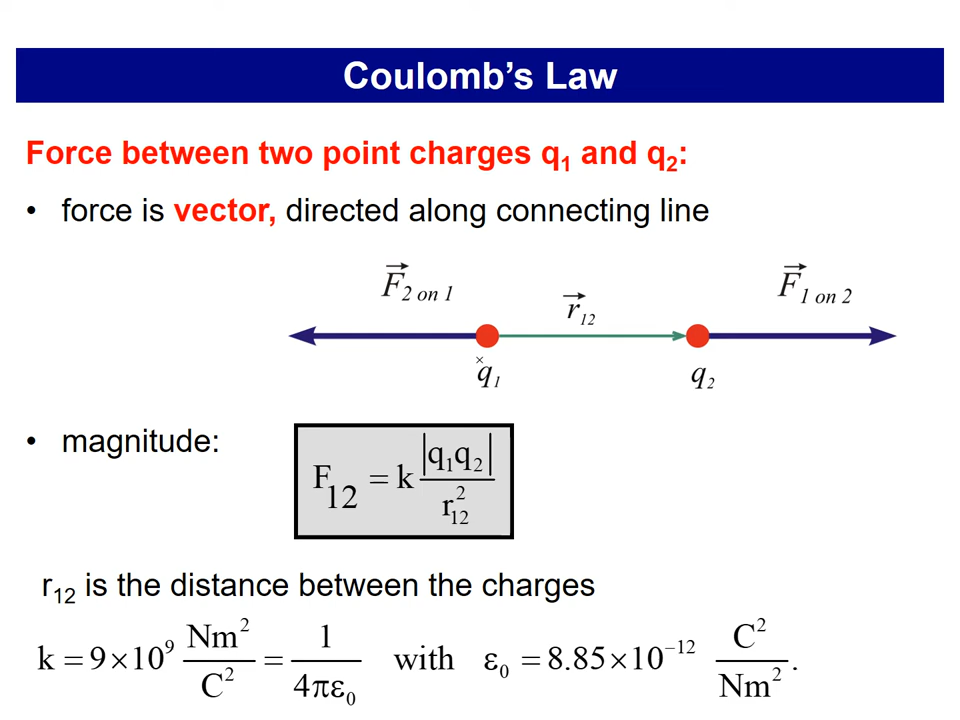 Coulomb’s Law
Force between two point charges q₁ and q₂:
• force is vector, directed along connecting line
F⃗₂ ₒₙ ₁
r⃗₁₂
F⃗₁ ₒₙ ₂
×
q₁
q₂
• magnitude:
F₁₂ = k |q₁q₂| / r₁₂²
r₁₂ is the distance between the charges
k = 9×10⁹ Nm²/C² = 1/4πε₀ with ε₀ = 8.85×10⁻¹² C²/Nm².